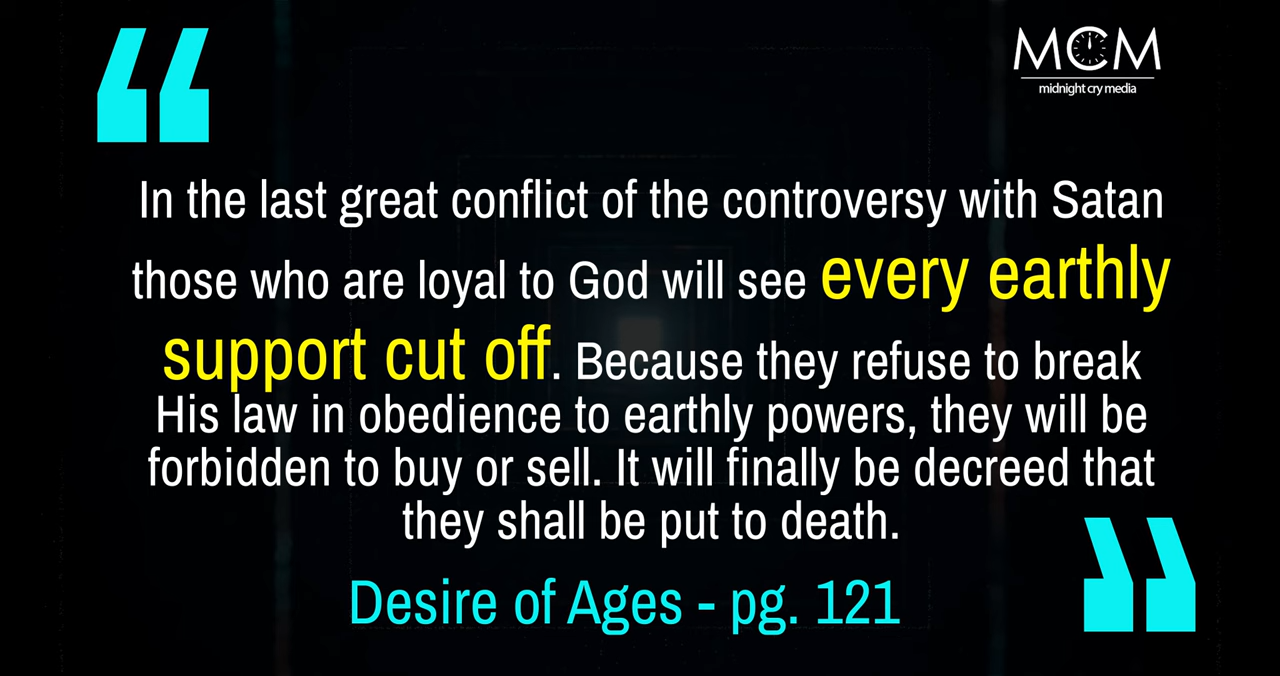 MCM
midnight cry media
“
In the last great conflict of the controversy with Satan
those who are loyal to God will see every earthly
support cut off. Because they refuse to break
His law in obedience to earthly powers, they will be
forbidden to buy or sell. It will finally be decreed that
they shall be put to death.
”
Desire of Ages - pg. 121